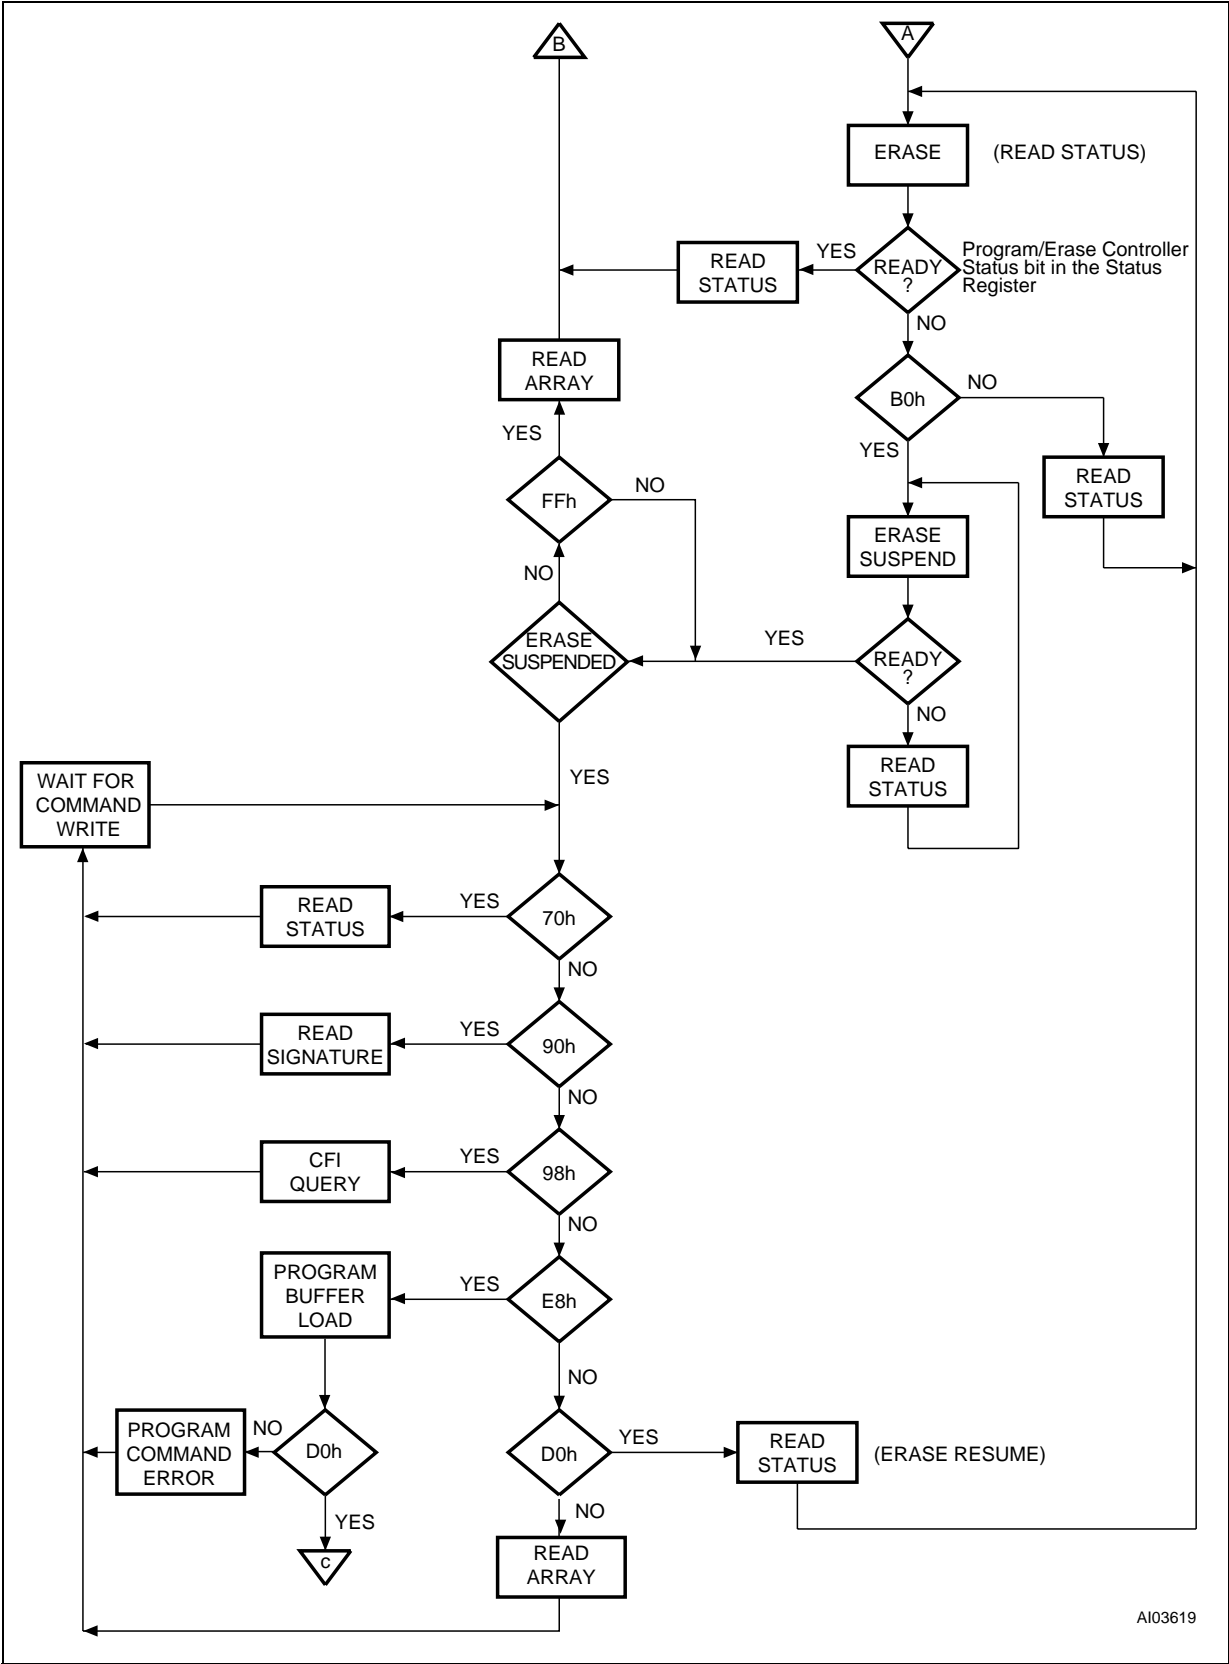 B
A
ERASE
(READ STATUS)
READ
STATUS
YES
READY
?
Program/Erase Controller
Status bit in the Status
Register
NO
READ
ARRAY
B0h
NO
YES
YES
READ
STATUS
FFh
NO
ERASE
SUSPEND
NO
ERASE
SUSPENDED
YES
READY
?
NO
WAIT FOR
COMMAND
WRITE
YES
READ
STATUS
READ
STATUS
YES
70h
NO
READ
SIGNATURE
YES
90h
NO
CFI
QUERY
YES
98h
NO
PROGRAM
BUFFER
LOAD
YES
E8h
NO
PROGRAM
COMMAND
ERROR
NO
D0h
D0h
YES
READ
STATUS
(ERASE RESUME)
YES
NO
c
READ
ARRAY
AI03619